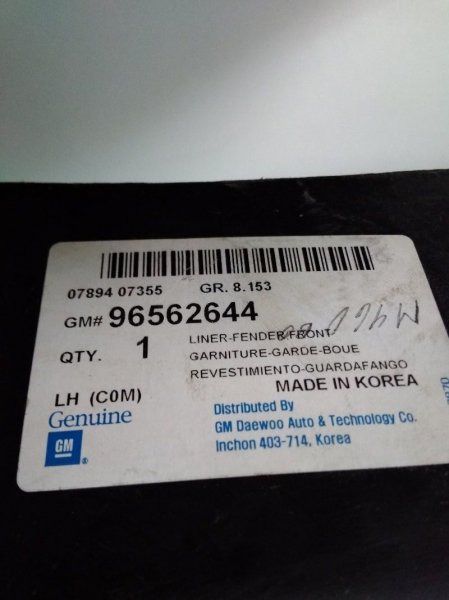 07894 07355 GR. 8.153
GM# 96562644
QTY. 1 LINER-FENDER FRONT
GARNITURE-GARDE-BOUE
REVESTIMIENTO-GUARDAFANGO
MADE IN KOREA
LH (C0M)
Genuine
GM ®
Distributed By
GM Daewoo Auto & Technology Co.
Inchon 403-714, Korea